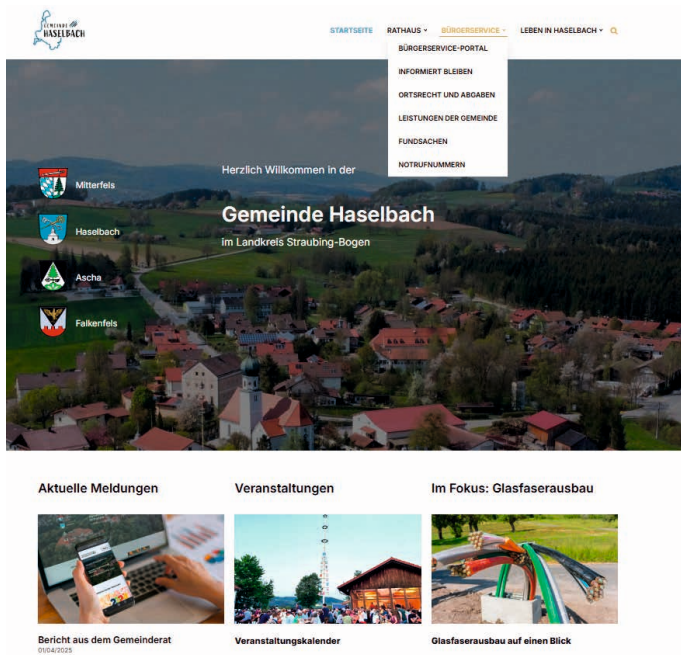 GEMEINDE
HASELBACH
STARTSEITE RATHAUS BÜRGERSERVICE LEBEN IN HASELBACH
BÜRGERSERVICE-PORTAL
INFORMIERT BLEIBEN
ORTSRECHT UND ABGABEN
LEISTUNGEN DER GEMEINDE
FUNDSACHEN
NOTRUFNUMMERN
Mitterfels
Haselbach
Ascha
Falkenfels
Herzlich Willkommen in der
Gemeinde Haselbach
im Landkreis Straubing-Bogen
Aktuelle Meldungen
Bericht aus dem Gemeinderat
01/04/2025
Veranstaltungen
Veranstaltungskalender
Im Fokus: Glasfaserausbau
Glasfaserausbau auf einen Blick